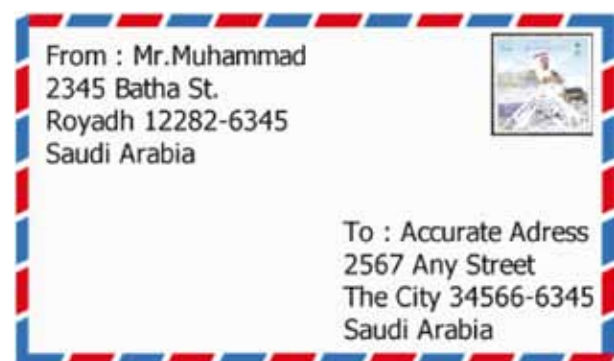 From : Mr.Muhammad
2345 Batha St.
Royadh 12282-6345
Saudi Arabia
To : Accurate Adress
2567 Any Street
The City 34566-6345
Saudi Arabia